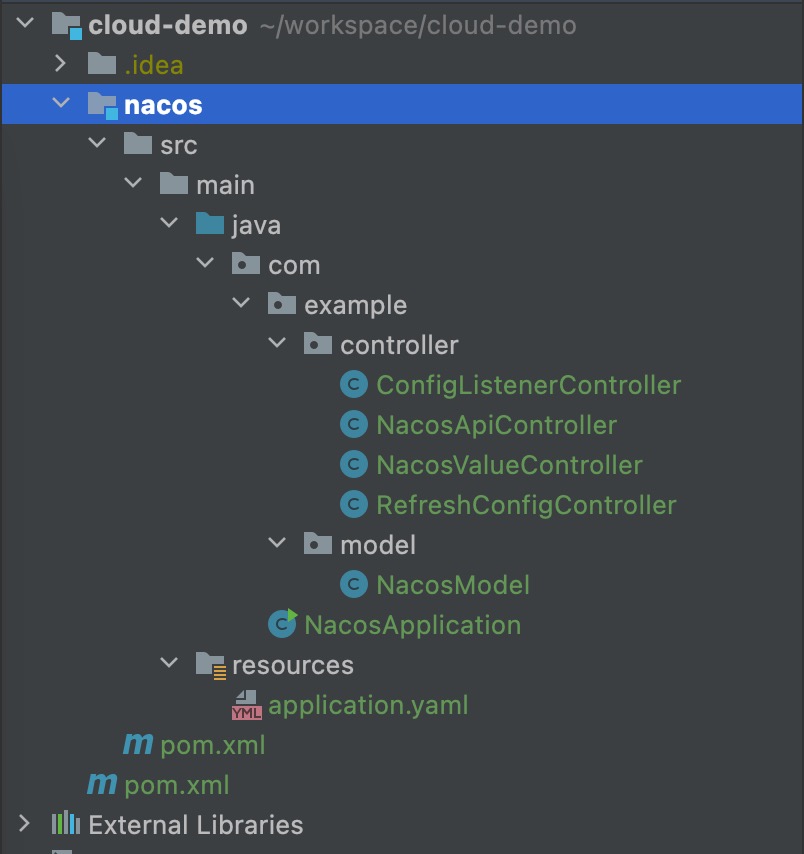 cloud-demo ~/workspace/cloud-demo
.idea
nacos
src
main
java
com
example
controller
C ConfigListenerController
C NacosApiController
C NacosValueController
C RefreshConfigController
model
C NacosModel
C NacosApplication
resources
YML application.yaml
m pom.xml
m pom.xml
External Libraries